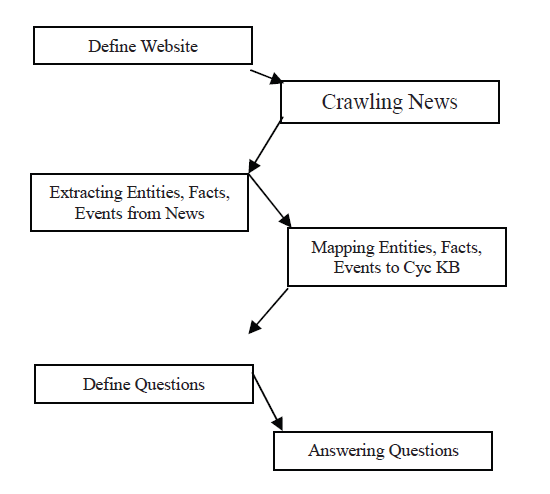 Define Website
Crawling News
Extracting Entities, Facts,
Events from News
Mapping Entities, Facts,
Events to Cyc KB
Define Questions
Answering Questions